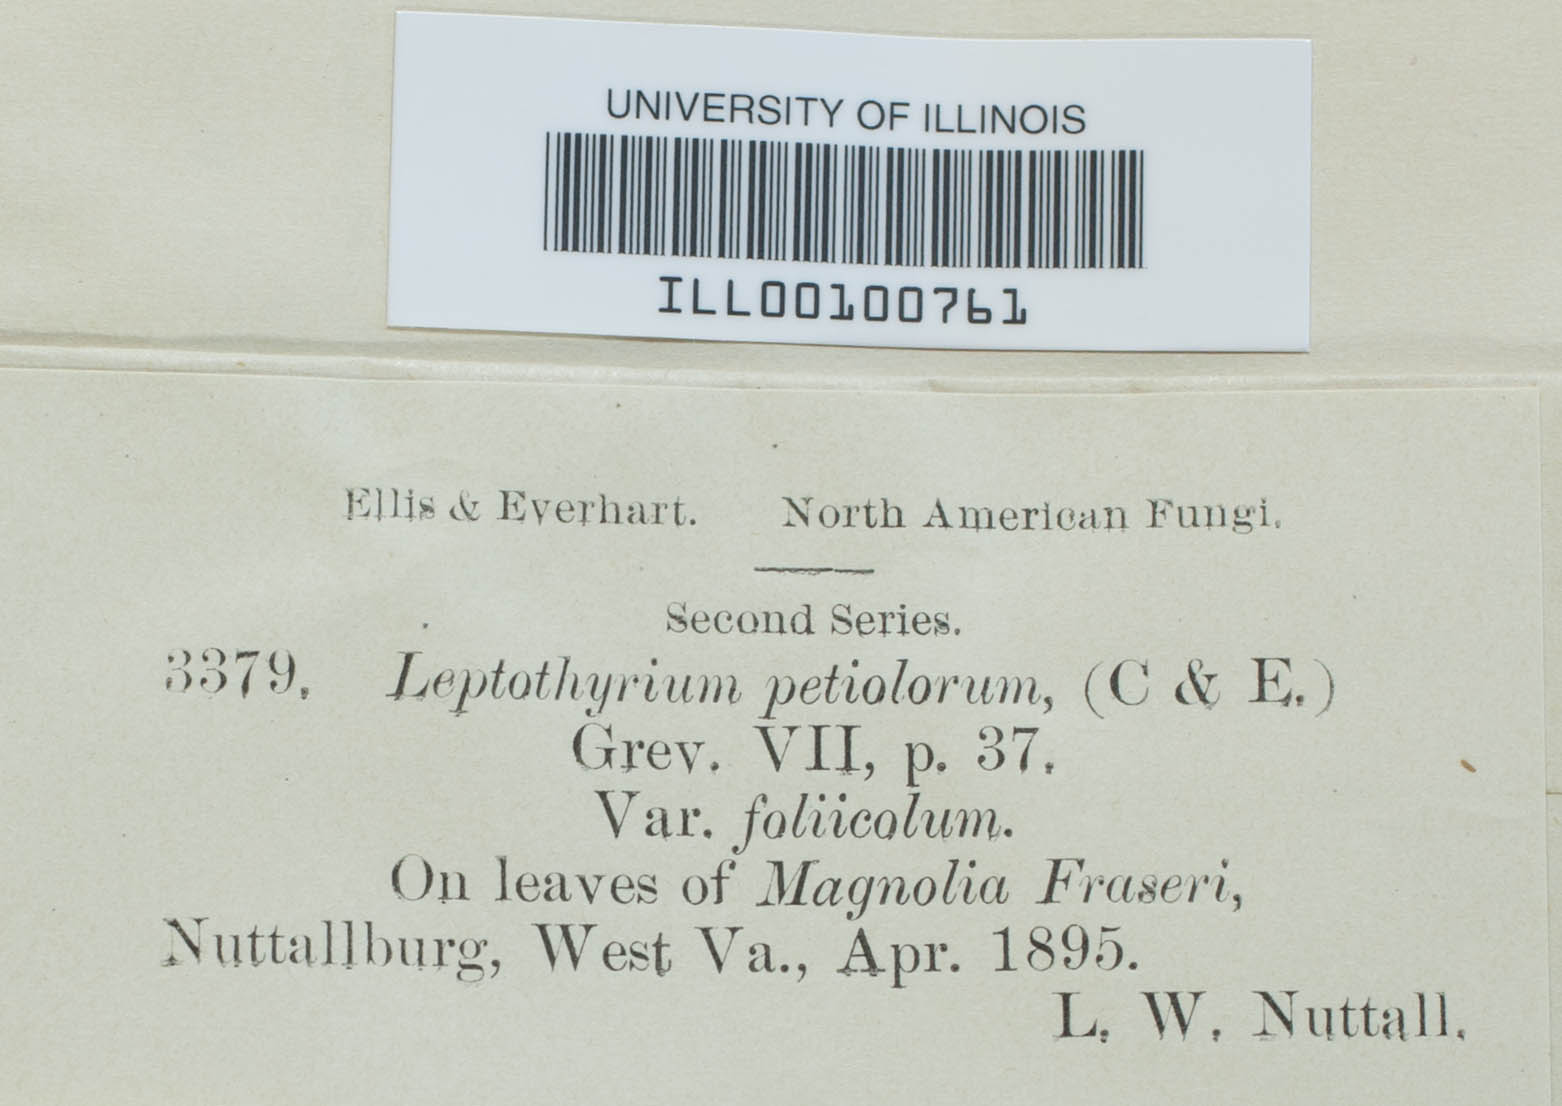 UNIVERSITY OF ILLINOIS
ILL00100761
Ellis & Everhart. North American Fungi.
Second Series.
3379. Leptothyrium petiolorum, (C & E.)
Grev. VII, p. 37.
Var. foliicolum.
On leaves of Magnolia Fraseri,
Nuttallburg, West Va., Apr. 1895.
L. W. Nuttall.